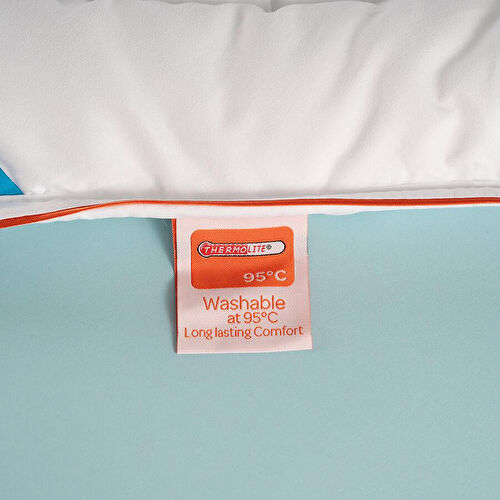 THERMOLITE®
95°C
Washable
at 95°C
Long lasting Comfort